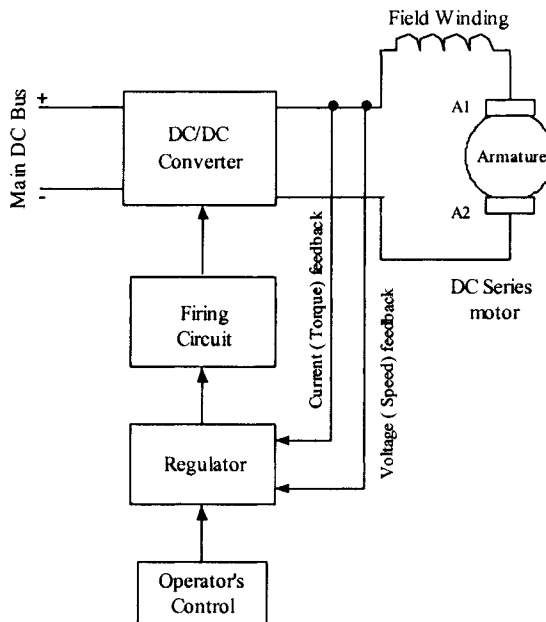 Field Winding
Main DC Bus
+
-
DC/DC
Converter
A1
Armature
A2
DC Series
motor
Firing
Circuit
Current ( Torque) feedback
Voltage ( Speed) feedback
Regulator
Operator's
Control